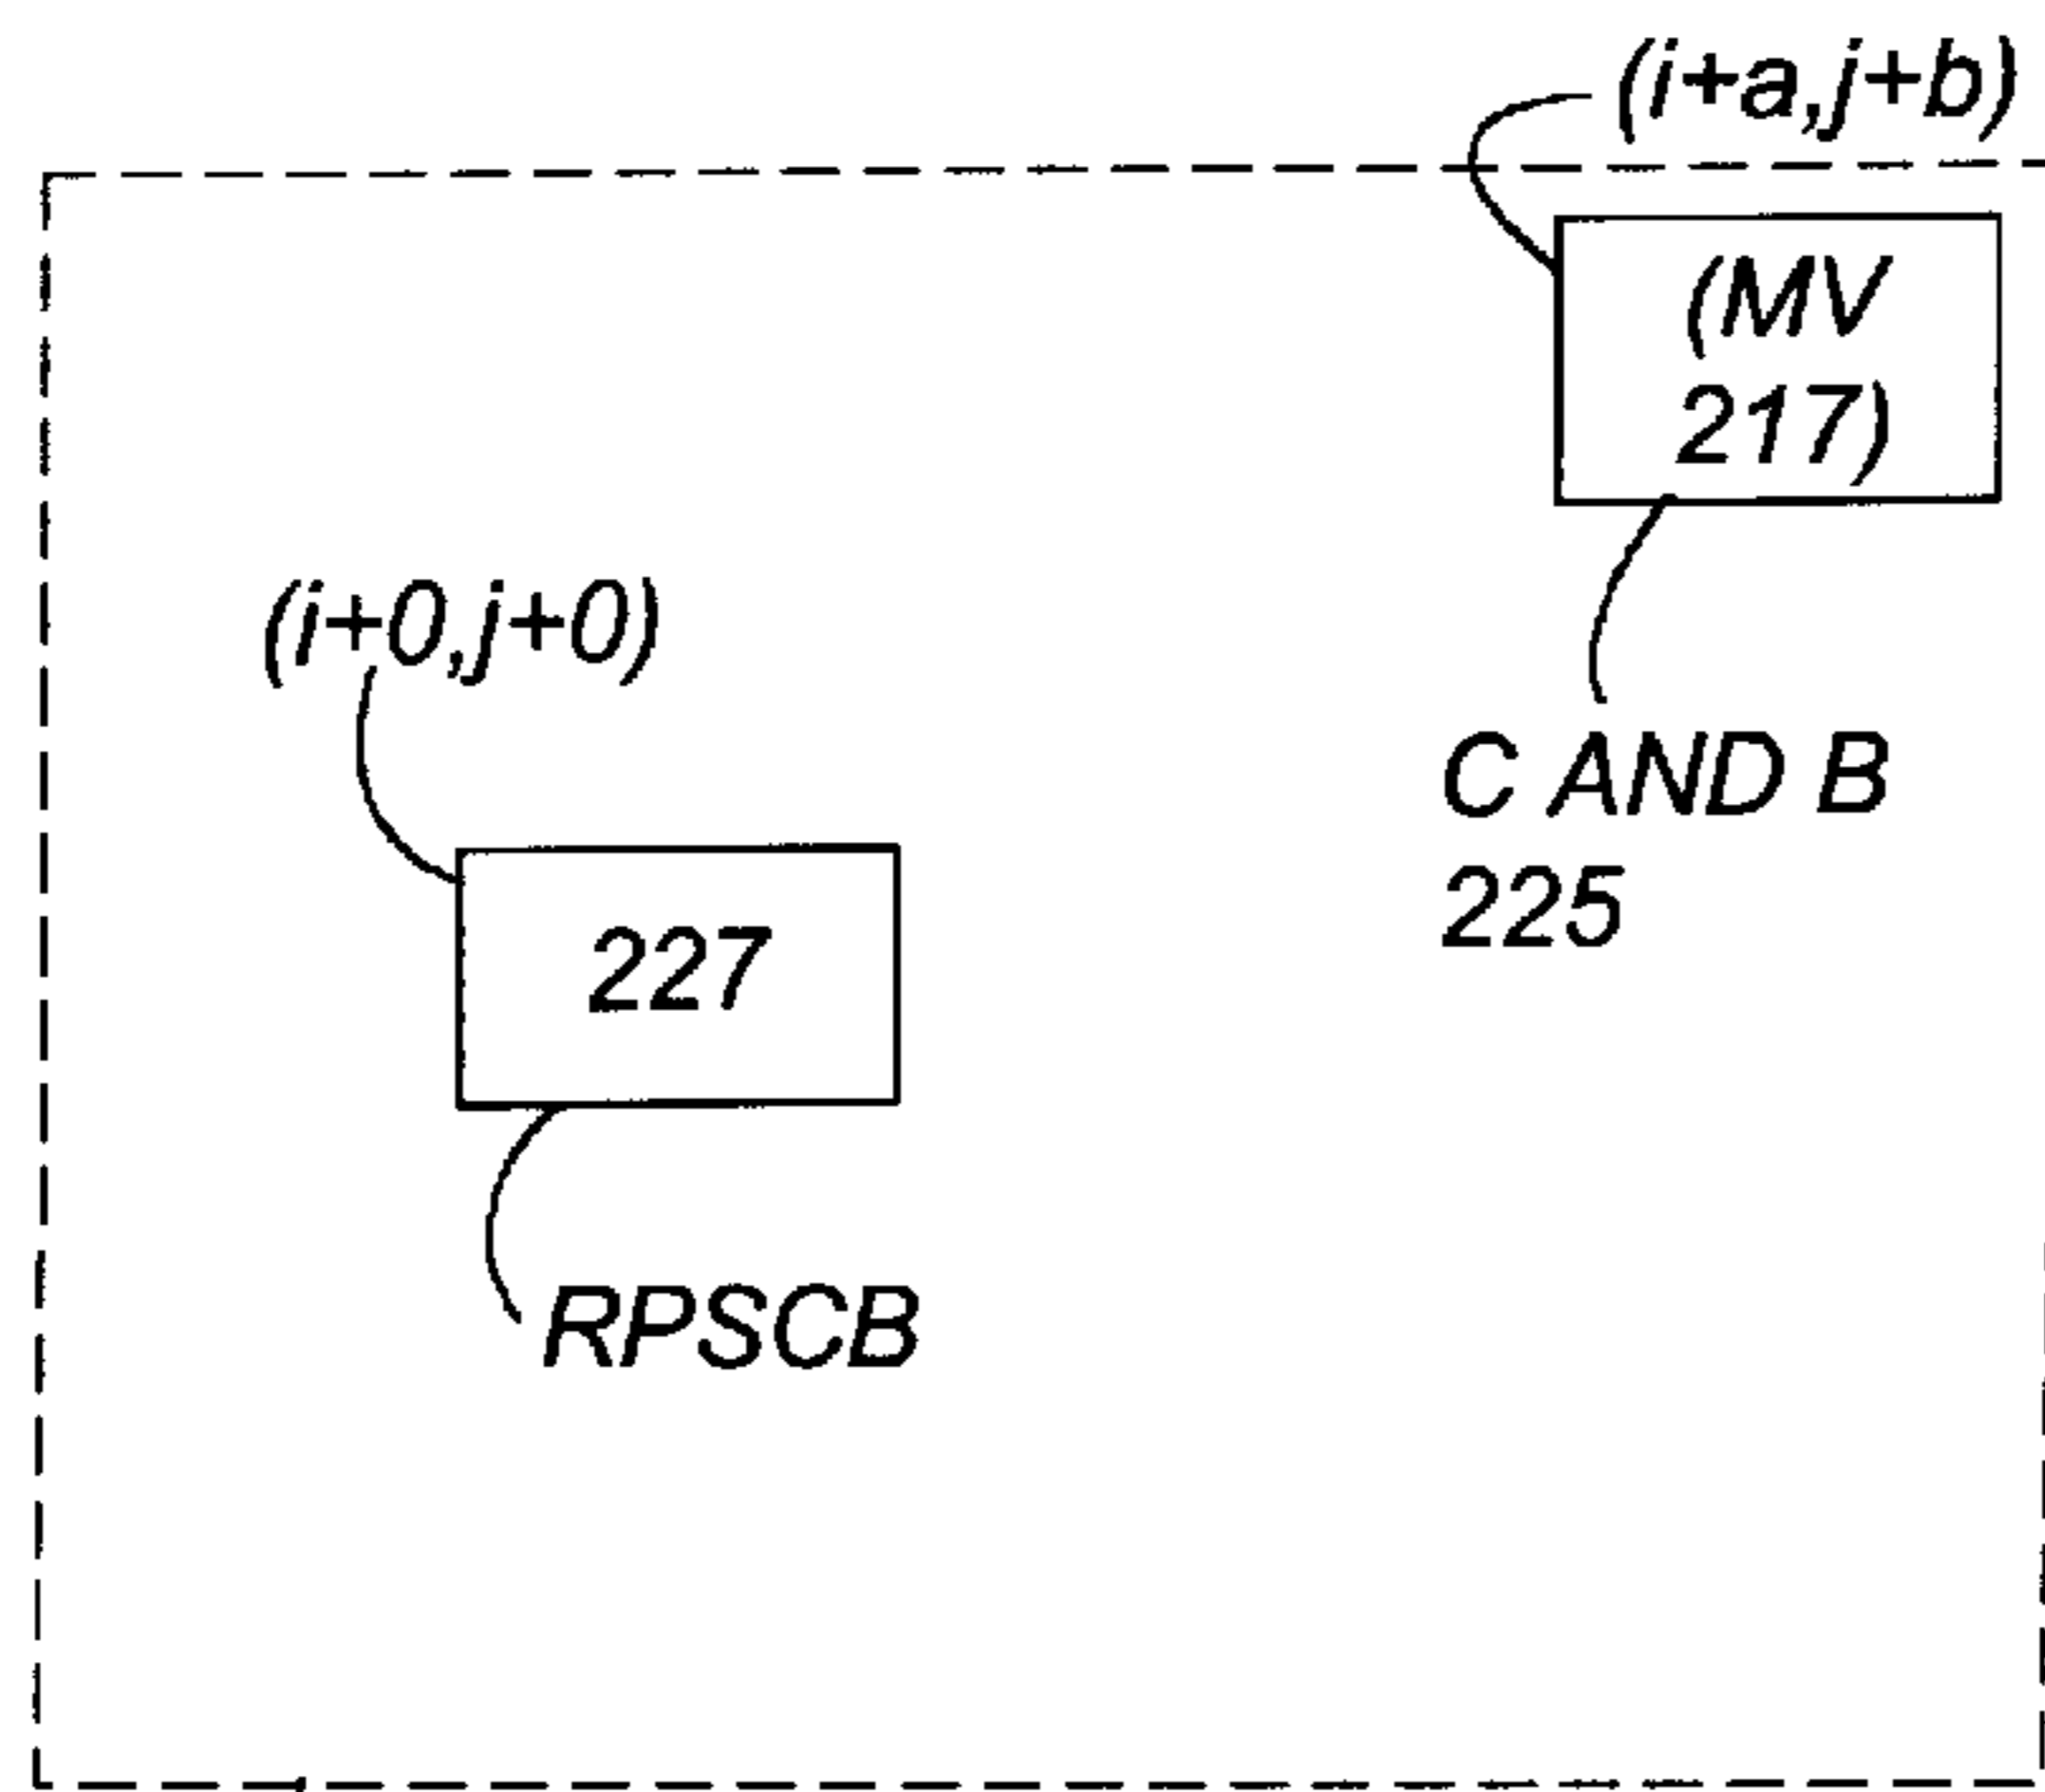 (i+a,j+b)
(MV
217)
(i+0,j+0)
C AND B
225
227
RPSCB